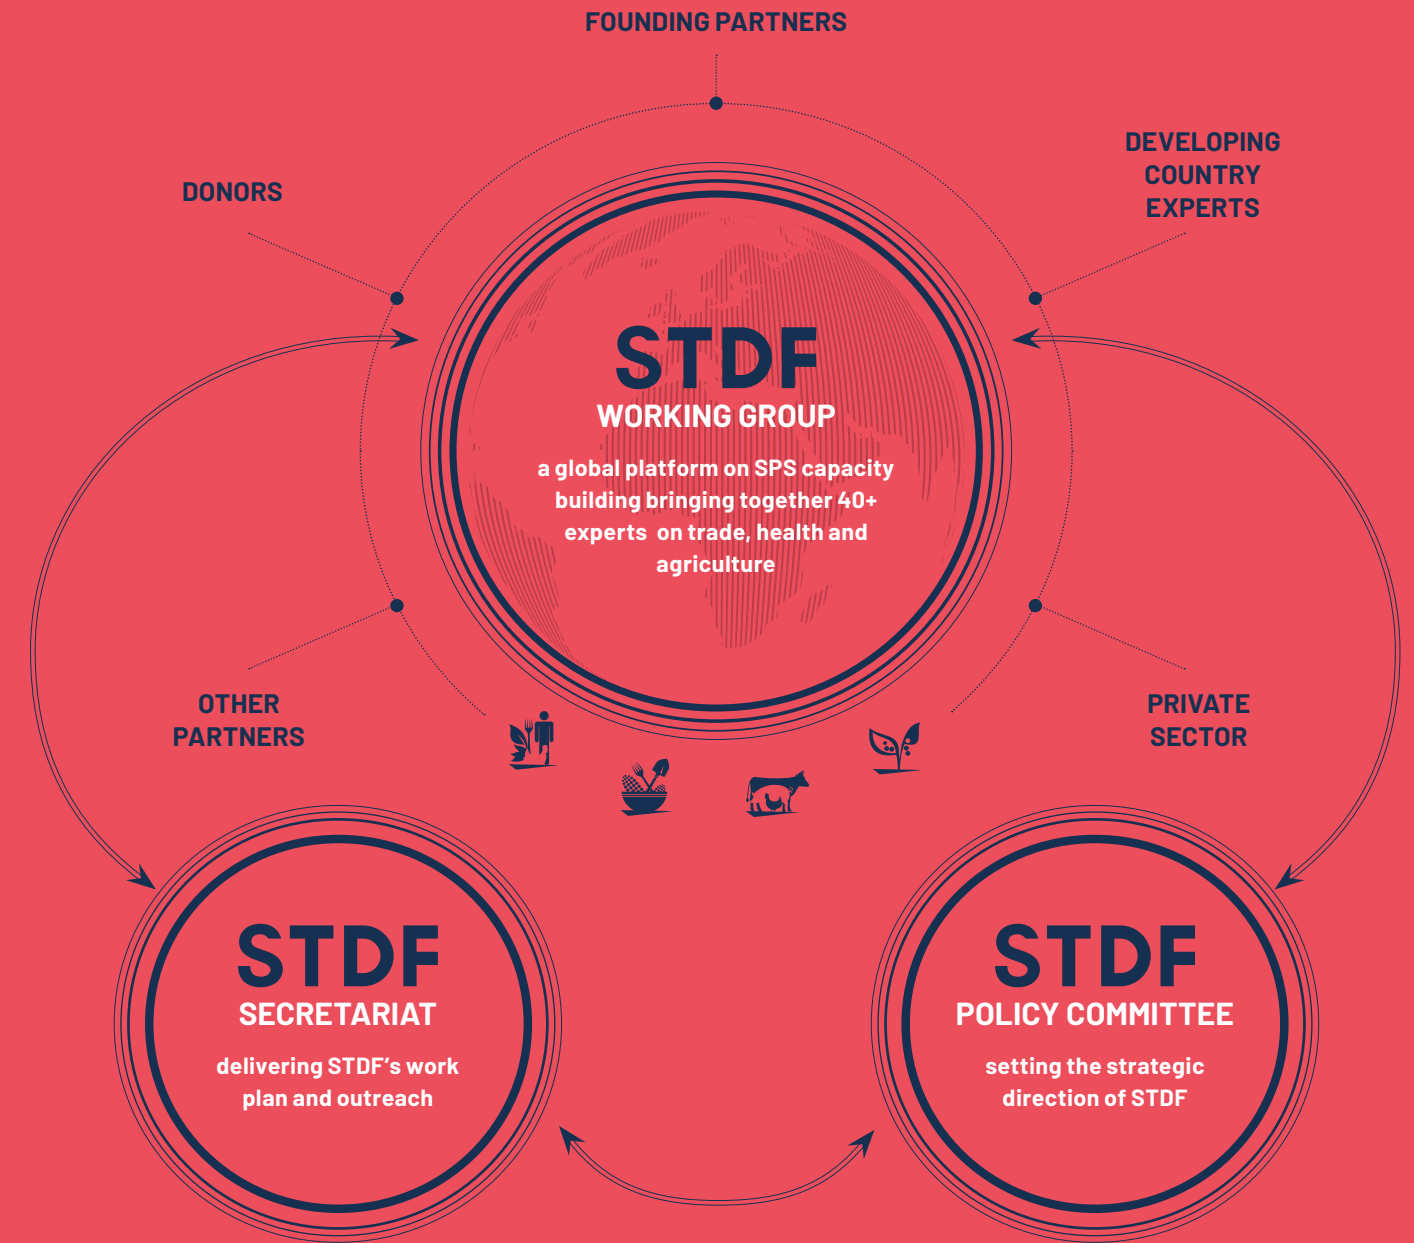 FOUNDING PARTNERS
DONORS
DEVELOPING
COUNTRY
EXPERTS
STDF
WORKING GROUP
a global platform on SPS capacity
building bringing together 40+
experts on trade, health and
agriculture
OTHER
PARTNERS
PRIVATE
SECTOR
STDF
SECRETARIAT
delivering STDF’s work
plan and outreach
STDF
POLICY COMMITTEE
setting the strategic
direction of STDF